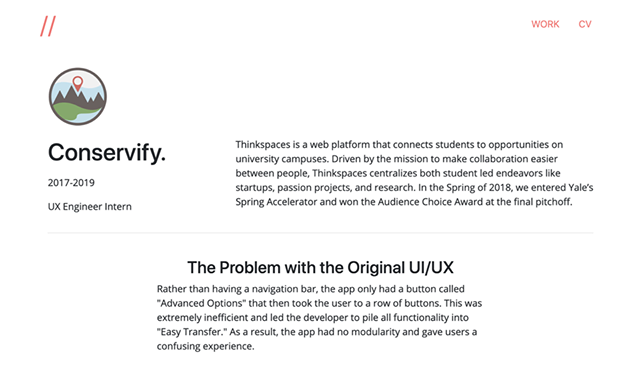 //
WORK CV
Conservify.
2017-2019
UX Engineer Intern
Thinkspaces is a web platform that connects students to opportunities on
university campuses. Driven by the mission to make collaboration easier
between people, Thinkspaces centralizes both student led endeavors like
startups, passion projects, and research. In the Spring of 2018, we entered Yale's
Spring Accelerator and won the Audience Choice Award at the final pitchoff.
The Problem with the Original UI/UX
Rather than having a navigation bar, the app only had a button called
"Advanced Options" that then took the user to a row of buttons. This was
extremely inefficient and led the developer to pile all functionality into
"Easy Transfer." As a result, the app had no modularity and gave users a
confusing experience.